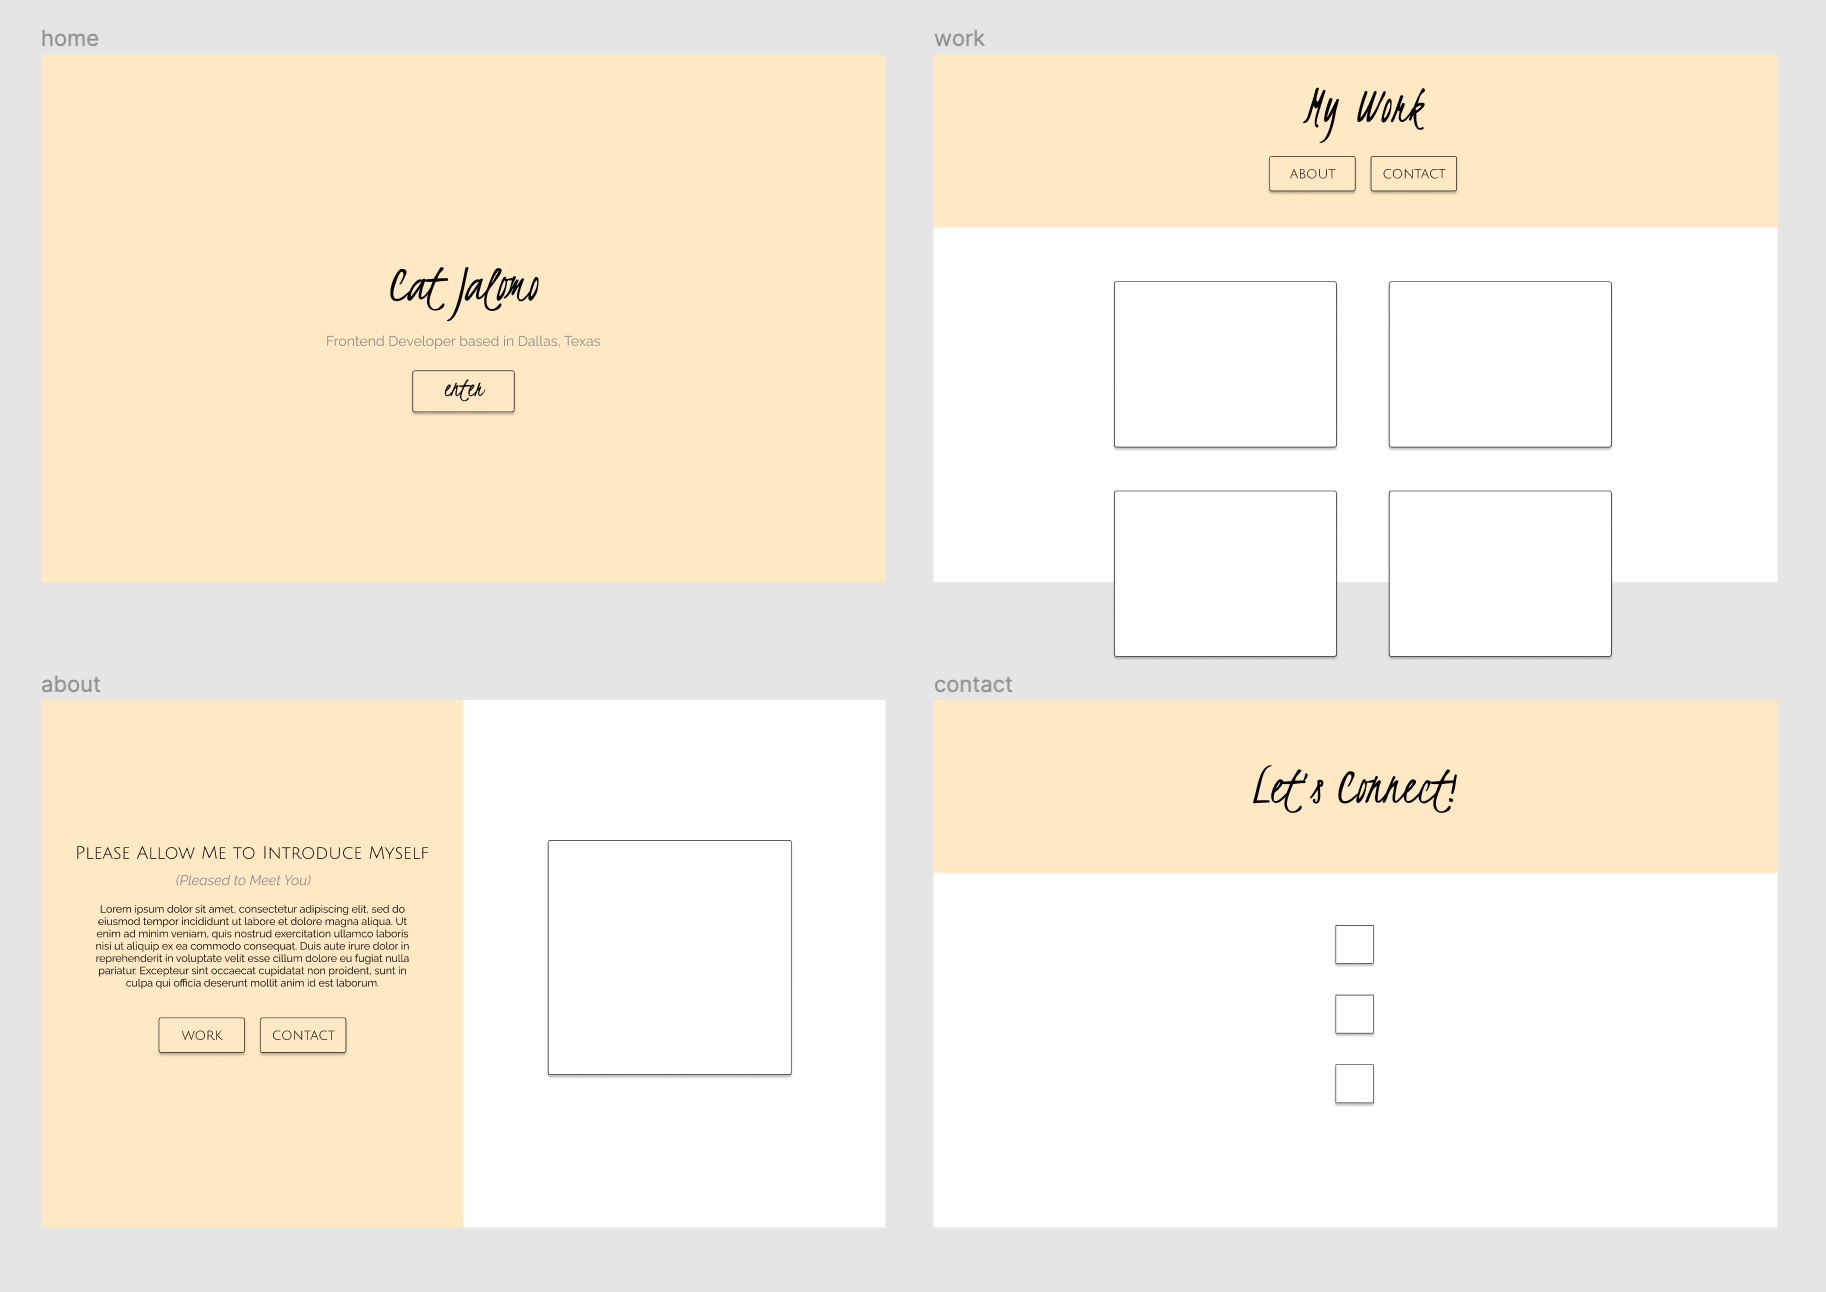 home
Cat Jalomo
Frontend Developer based in Dallas, Texas
enter
work
My Work
ABOUT
CONTACT
about
Please Allow Me to Introduce Myself
(Pleased to Meet You)
Lorem ipsum dolor sit amet, consectetur adipiscing elit, sed do
eiusmod tempor incididunt ut labore et dolore magna aliqua. Ut
enim ad minim veniam, quis nostrud exercitation ullamco laboris
nisi ut aliquip ex ea commodo consequat. Duis aute irure dolor in
reprehenderit in voluptate velit esse cillum dolore eu fugiat nulla
pariatur. Excepteur sint occaecat cupidatat non proident, sunt in
culpa qui officia deserunt mollit anim id est laborum.
WORK
CONTACT
contact
Let's Connect!